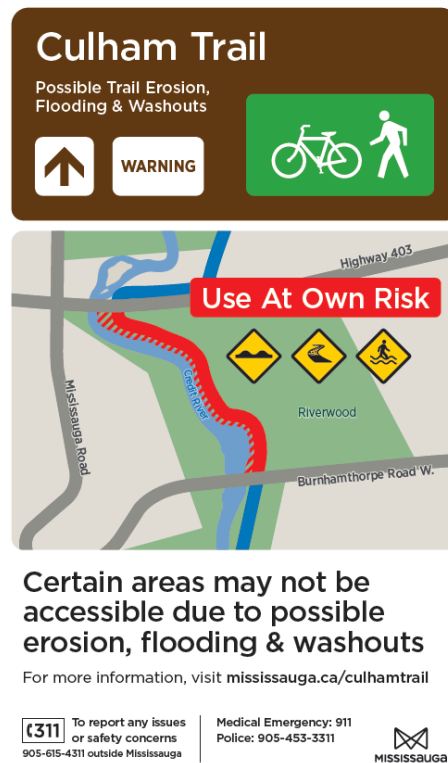 Culham Trail
Possible Trail Erosion,
Flooding & Washouts
WARNING
Highway 403
Use At Own Risk
Credit River
Mississauga Road
Riverwood
Burnhamthorpe Road W.
Certain areas may not be
accessible due to possible
erosion, flooding & washouts
For more information, visit mississauga.ca/culhamtrail
311
To report any issues
or safety concerns
905-615-4311 outside Mississauga
Medical Emergency: 911
Police: 905-453-3311
MISSISSAUGA